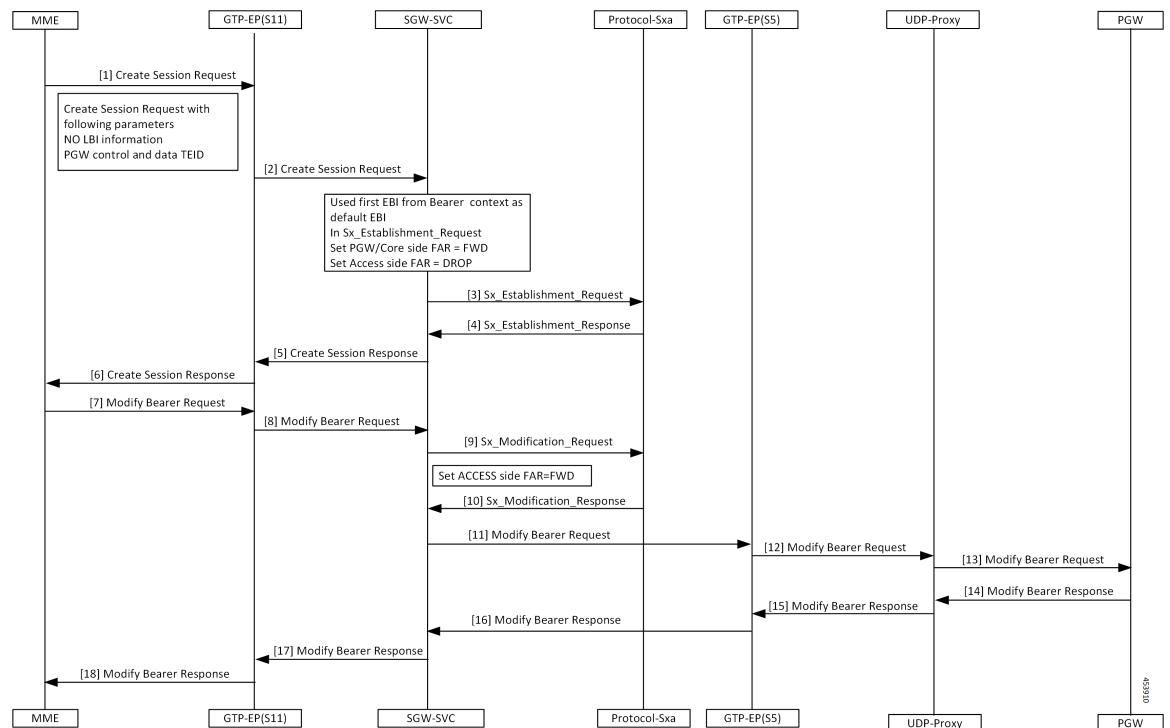 MME
GTP-EP(S11)
SGW-SVC
Protocol-Sxa
GTP-EP(S5)
UDP-Proxy
PGW
[1] Create Session Request
Create Session Request with
following parameters
NO LBI information
PGW control and data TEID
[2] Create Session Request
Used first EBI from Bearer context as
default EBI
In Sx_Establishment_Request
Set PGW/Core side FAR = FWD
Set Access side FAR = DROP
[3] Sx_Establishment_Request
[4] Sx_Establishment_Response
[5] Create Session Response
[6] Create Session Response
[7] Modify Bearer Request
[8] Modify Bearer Request
[9] Sx_Modification_Request
Set ACCESS side FAR=FWD
[10] Sx_Modification_Response
[11] Modify Bearer Request
[12] Modify Bearer Request
[13] Modify Bearer Request
[14] Modify Bearer Response
[15] Modify Bearer Response
[16] Modify Bearer Response
[17] Modify Bearer Response
[18] Modify Bearer Response
453910
MME
GTP-EP(S11)
SGW-SVC
Protocol-Sxa
GTP-EP(S5)
UDP-Proxy
PGW